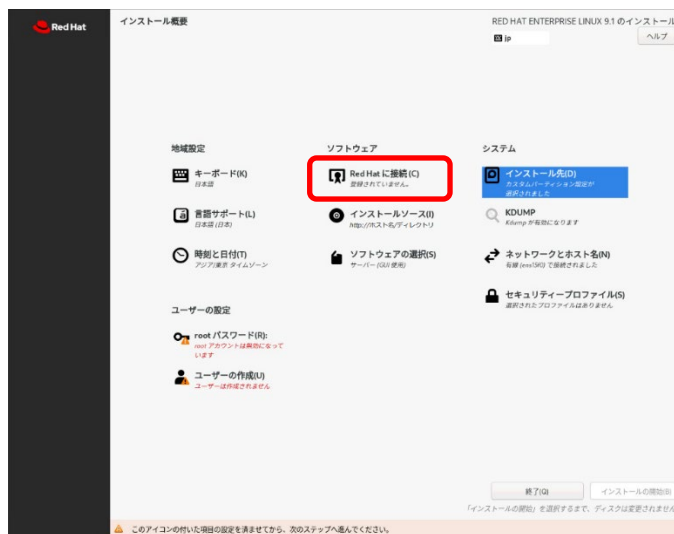 Red Hat
インストール概要
RED HAT ENTERPRISE LINUX 9.1 のインストール
jp
ヘルプ
地域設定
キーボード(K)
日本語
言語サポート(L)
日本語 (日本)
時刻と日付(T)
アジア/東京 タイムゾーン
ユーザーの設定
root パスワード(R):
root アカウントは無効になって
います
ユーザーの作成(U)
ユーザーは作成されません
ソフトウェア
Red Hat に接続(C)
登録されていません。
インストールソース(I)
http://ホスト名/ディレクトリ
ソフトウェアの選択(S)
サーバー (GUI 使用)
システム
インストール先(D)
カスタムパーティション設定が
選択されました
KDUMP
Kdump が有効になります
ネットワークとホスト名(N)
有線 (ens160) で接続されました
セキュリティープロファイル(S)
選択されたプロファイルはありません
終了(Q)
インストールの開始(B)
「インストールの開始」を選択するまで、ディスクは変更されません
このアイコンの付いた項目の設定を済ませてから、次のステップへ進んでください。